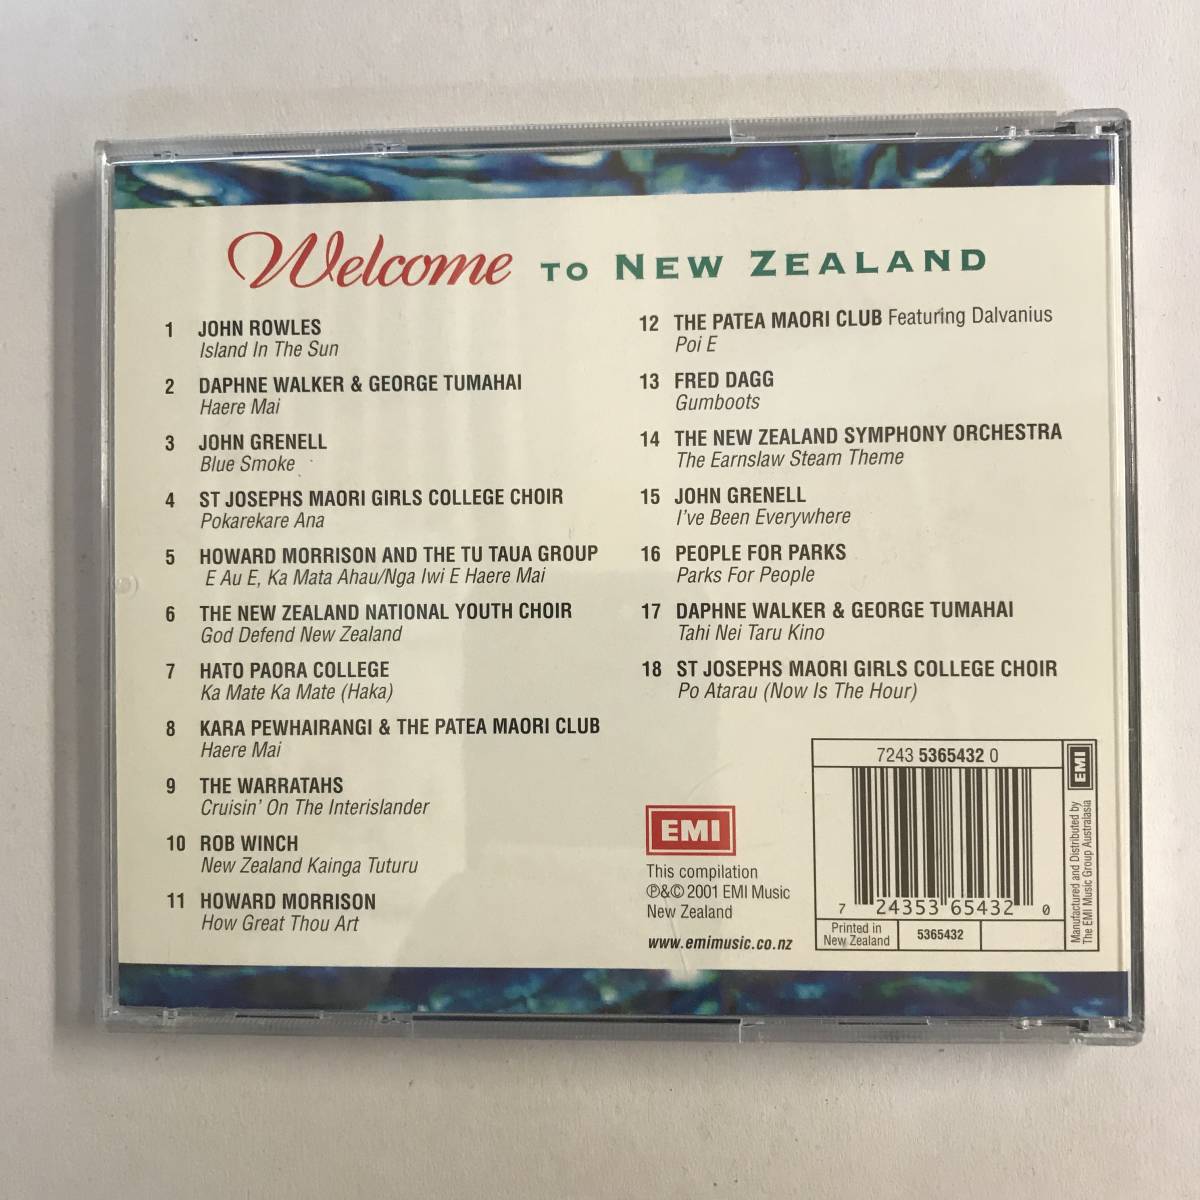 Welcome TO NEW ZEALAND
1 JOHN ROWLES
Island In The Sun
2 DAPHNE WALKER & GEORGE TUMAHAI
Haere Mai
3 JOHN GRENELL
Blue Smoke
4 ST JOSEPHS MAORI GIRLS COLLEGE CHOIR
Pokarekare Ana
5 HOWARD MORRISON AND THE TU TAUA GROUP
E Au E, Ka Mata Ahau/Nga Iwi E Haere Mai
6 THE NEW ZEALAND NATIONAL YOUTH CHOIR
God Defend New Zealand
7 HATO PAORA COLLEGE
Ka Mate Ka Mate (Haka)
8 KARA PEWHAIRANGI & THE PATEA MAORI CLUB
Haere Mai
9 THE WARRATAHS
Cruisin' On The Interislander
10 ROB WINCH
New Zealand Kainga Tuturu
11 HOWARD MORRISON
How Great Thou Art
12 THE PATEA MAORI CLUB Featuring Dalvanius
Poi E
13 FRED DAGG
Gumboots
14 THE NEW ZEALAND SYMPHONY ORCHESTRA
The Earnslaw Steam Theme
15 JOHN GRENELL
I've Been Everywhere
16 PEOPLE FOR PARKS
Parks For People
17 DAPHNE WALKER & GEORGE TUMAHAI
Tahi Nei Taru Kino
18 ST JOSEPHS MAORI GIRLS COLLEGE CHOIR
Po Atarau (Now Is The Hour)
EMI
This compilation
℗&© 2001 EMI Music
New Zealand
www.emimusic.co.nz
7243 5365432 0
7 24353 65432 0
Printed in
New Zealand
5365432
EMI
Manufactured and Distributed by
The EMI Music Group Australasia